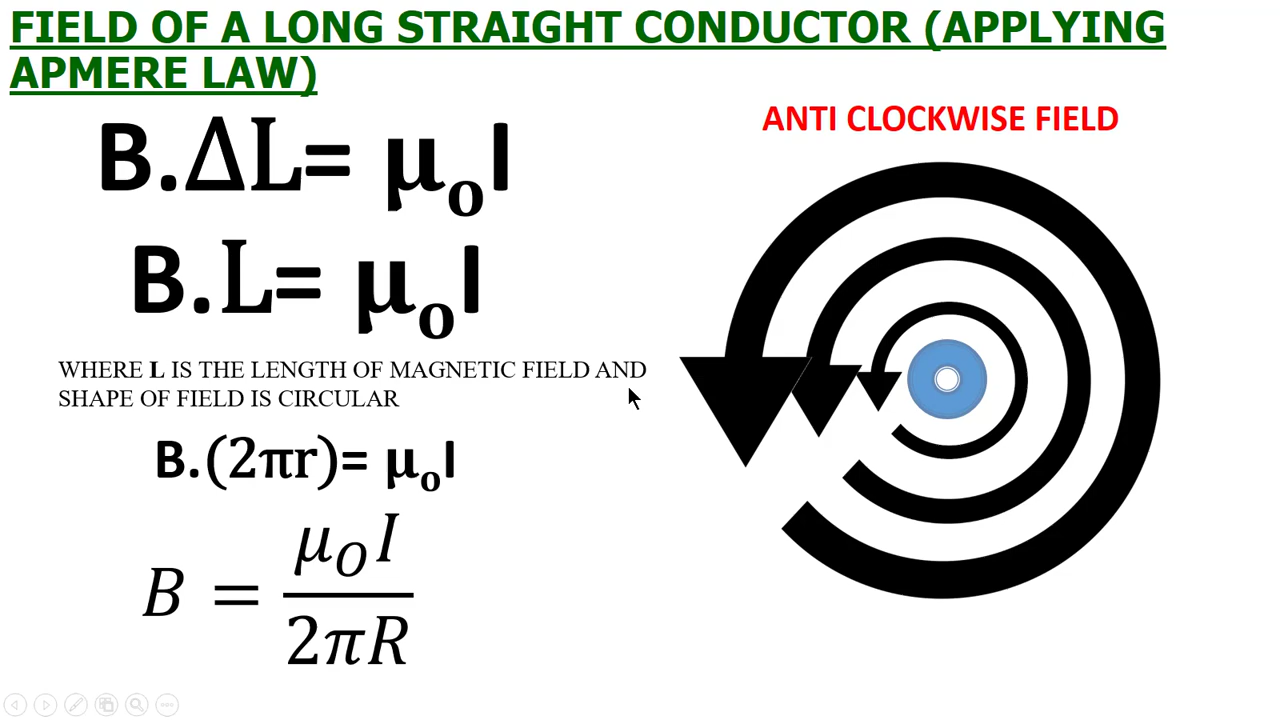 FIELD OF A LONG STRAIGHT CONDUCTOR (APPLYING
APMERE LAW)
ANTI CLOCKWISE FIELD
B.ΔL= μₒI
B.L= μₒI
WHERE L IS THE LENGTH OF MAGNETIC FIELD AND
SHAPE OF FIELD IS CIRCULAR
B.(2πr)= μₒI
B = μ_O I / 2πR